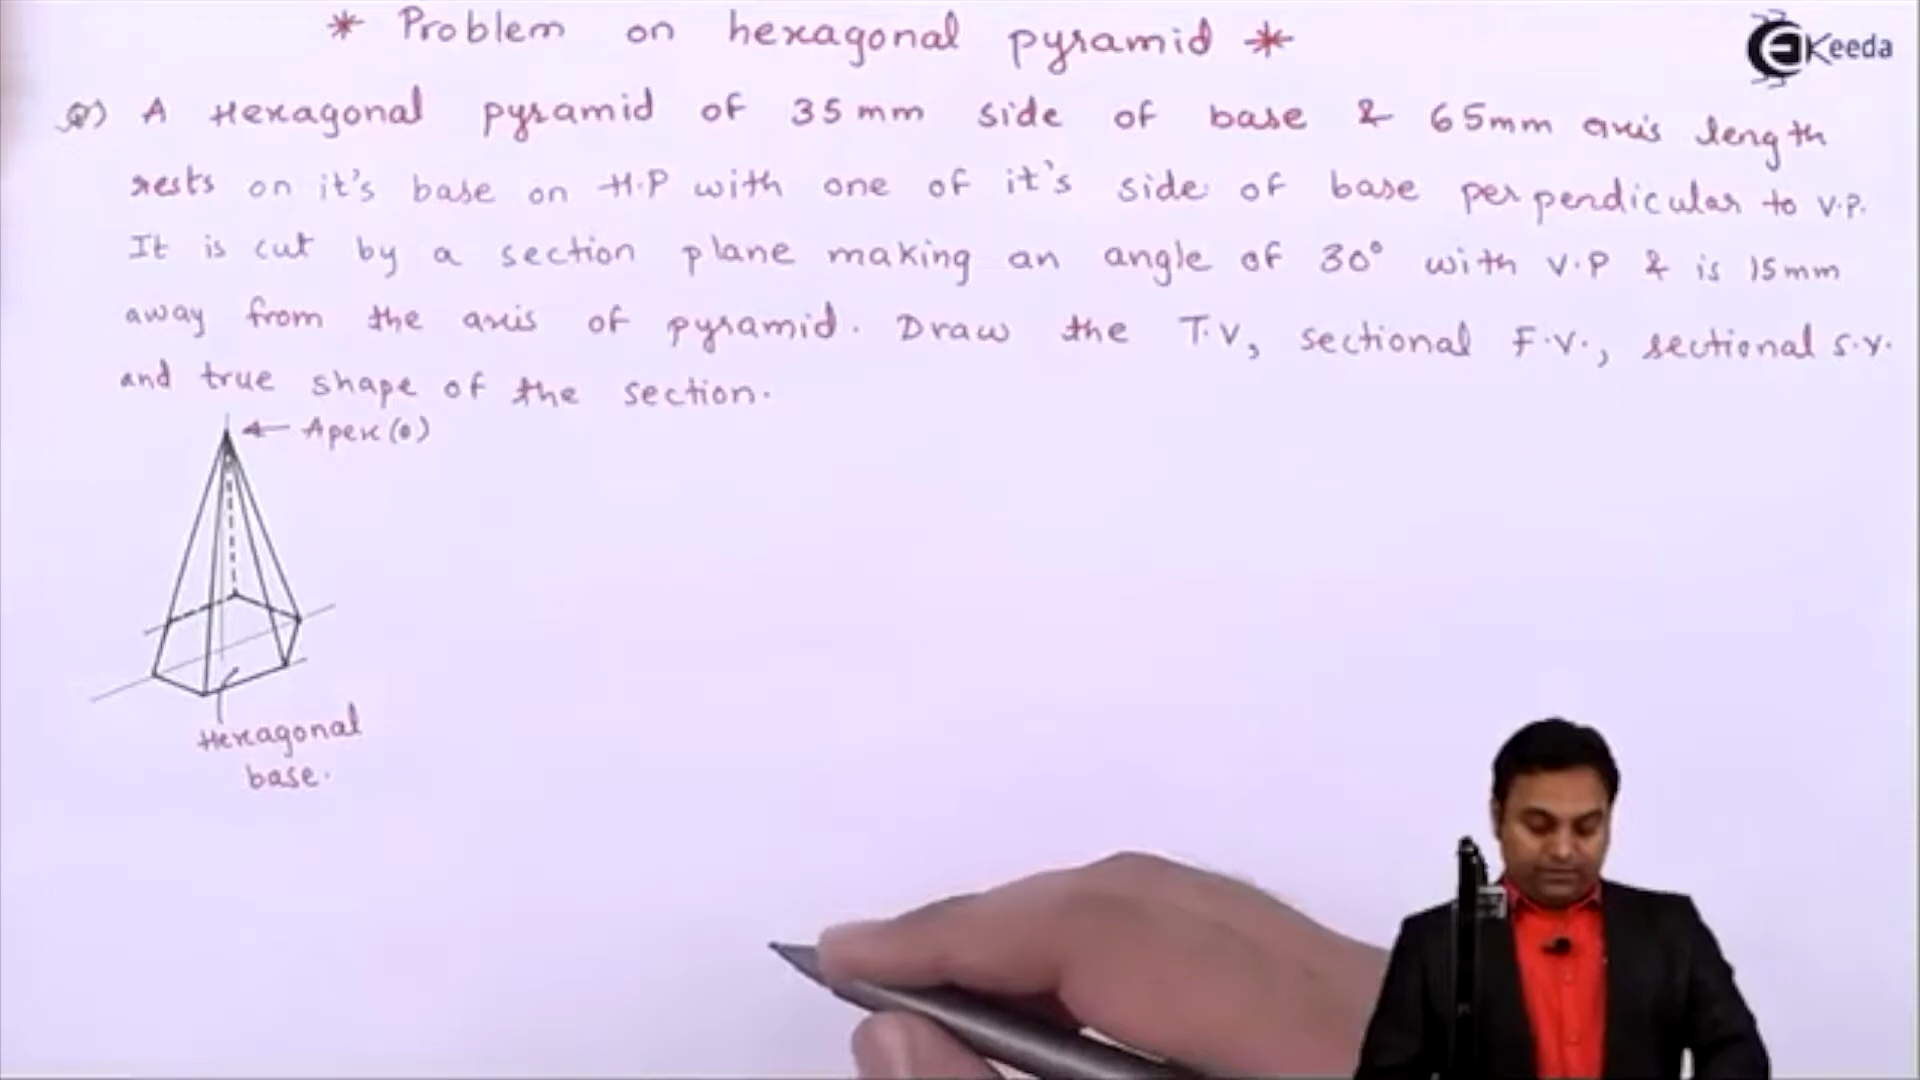 * Problem on hexagonal pyramid *
Keeda
Q) A Hexagonal pyramid of 35mm side of base & 65mm axis length
rests on it's base on H.P with one of it's side of base perpendicular to V.P.
It is cut by a section plane making an angle of 30° with V.P & is 15mm
away from the axis of pyramid. Draw the T.V, sectional F.V., sectional S.V.
and true shape of the section.
Apex (o)
Hexagonal
base.